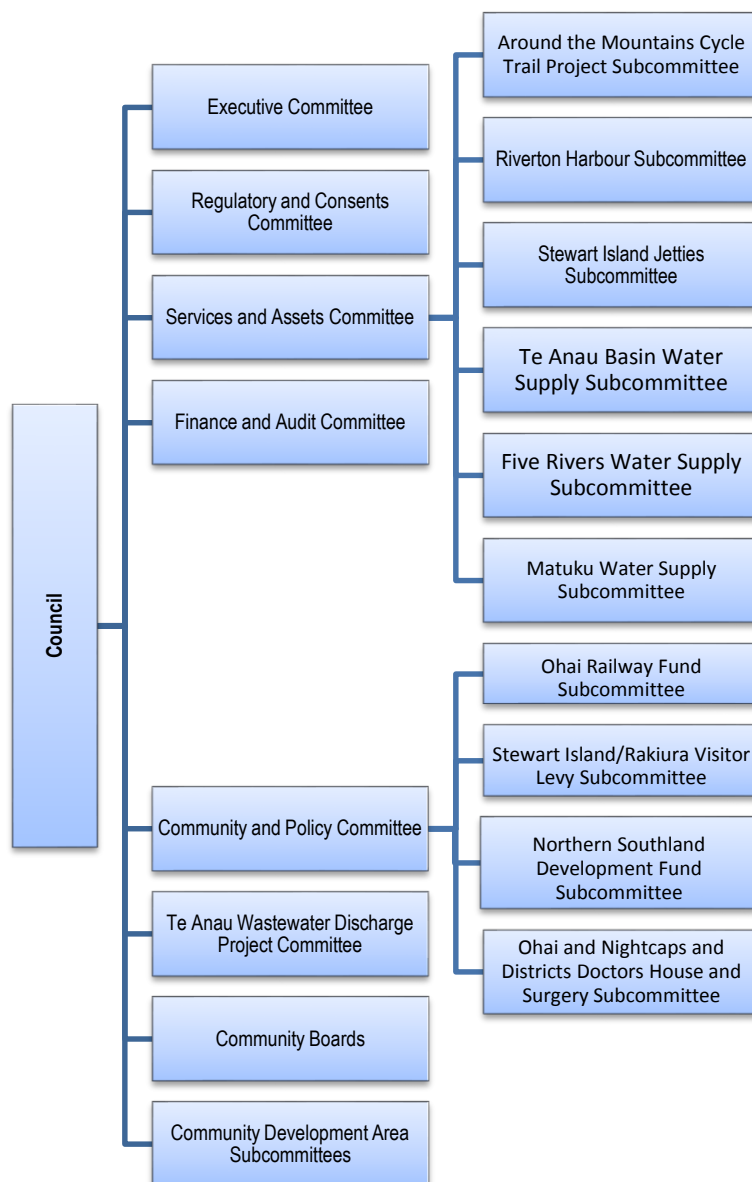 Council
Executive Committee
Regulatory and Consents
Committee
Services and Assets Committee
Finance and Audit Committee
Community and Policy Committee
Te Anau Wastewater Discharge
Project Committee
Community Boards
Community Development Area
Subcommittees
Around the Mountains Cycle
Trail Project Subcommittee
Riverton Harbour Subcommittee
Stewart Island Jetties
Subcommittee
Te Anau Basin Water
Supply Subcommittee
Five Rivers Water Supply
Subcommittee
Matuku Water Supply
Subcommittee
Ohai Railway Fund
Subcommittee
Stewart Island/Rakiura Visitor
Levy Subcommittee
Northern Southland
Development Fund
Subcommittee
Ohai and Nightcaps and
Districts Doctors House and
Surgery Subcommittee